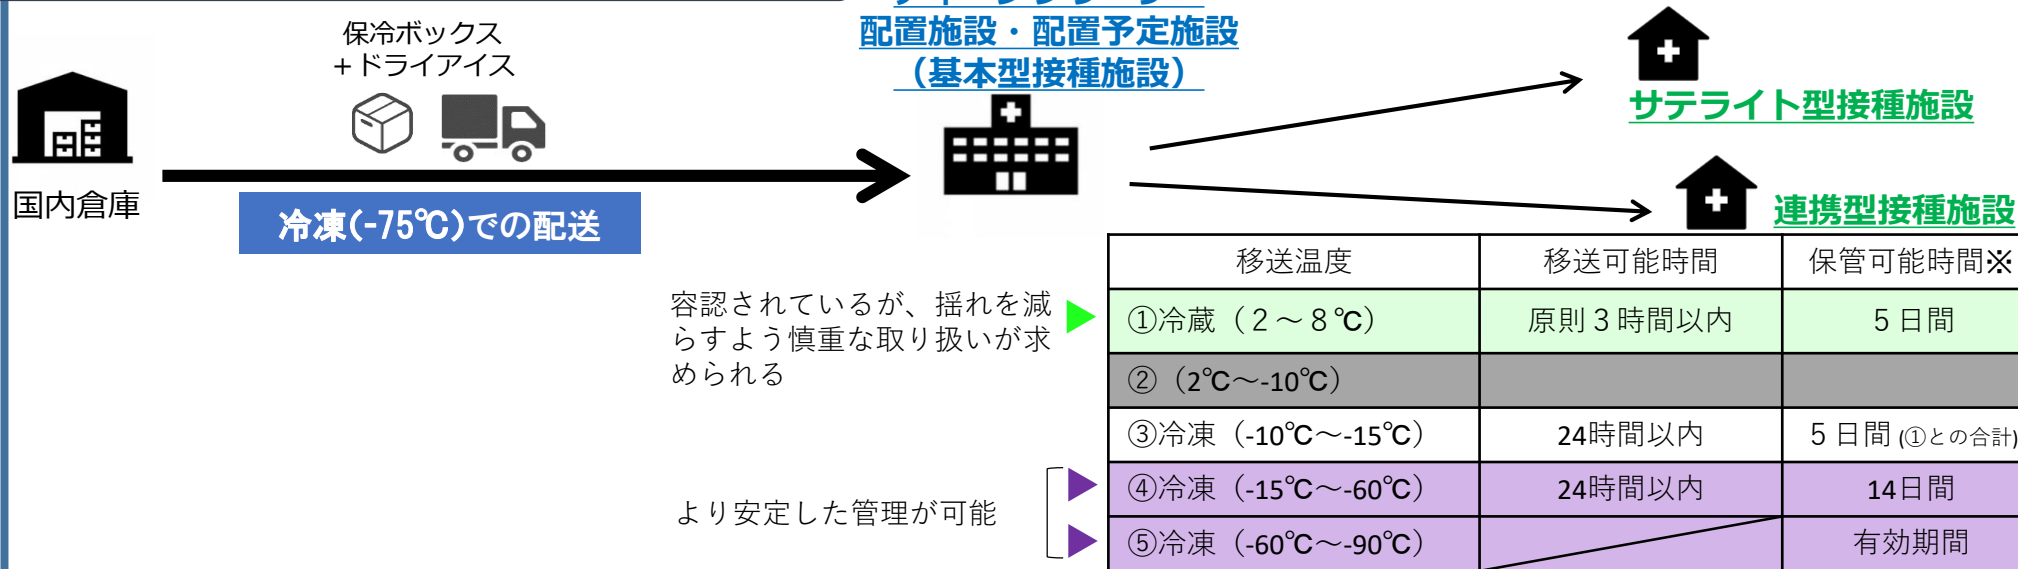 保冷ボックス
＋ドライアイス
国内倉庫
冷凍(-75℃)での配送
配置施設・配置予定施設
（基本型接種施設）
サテライト型接種施設
連携型接種施設
容認されているが、揺れを減
らすよう慎重な取り扱いが求
められる
より安定した管理が可能
移送温度 移送可能時間 保管可能時間※
①冷蔵（２～８℃） 原則３時間以内 ５日間
②（2℃～-10℃）
③冷凍（-10℃～-15℃） 24時間以内 ５日間 (①との合計)
④冷凍（-15℃～-60℃） 24時間以内 14日間
⑤冷凍（-60℃～-90℃） 有効期間